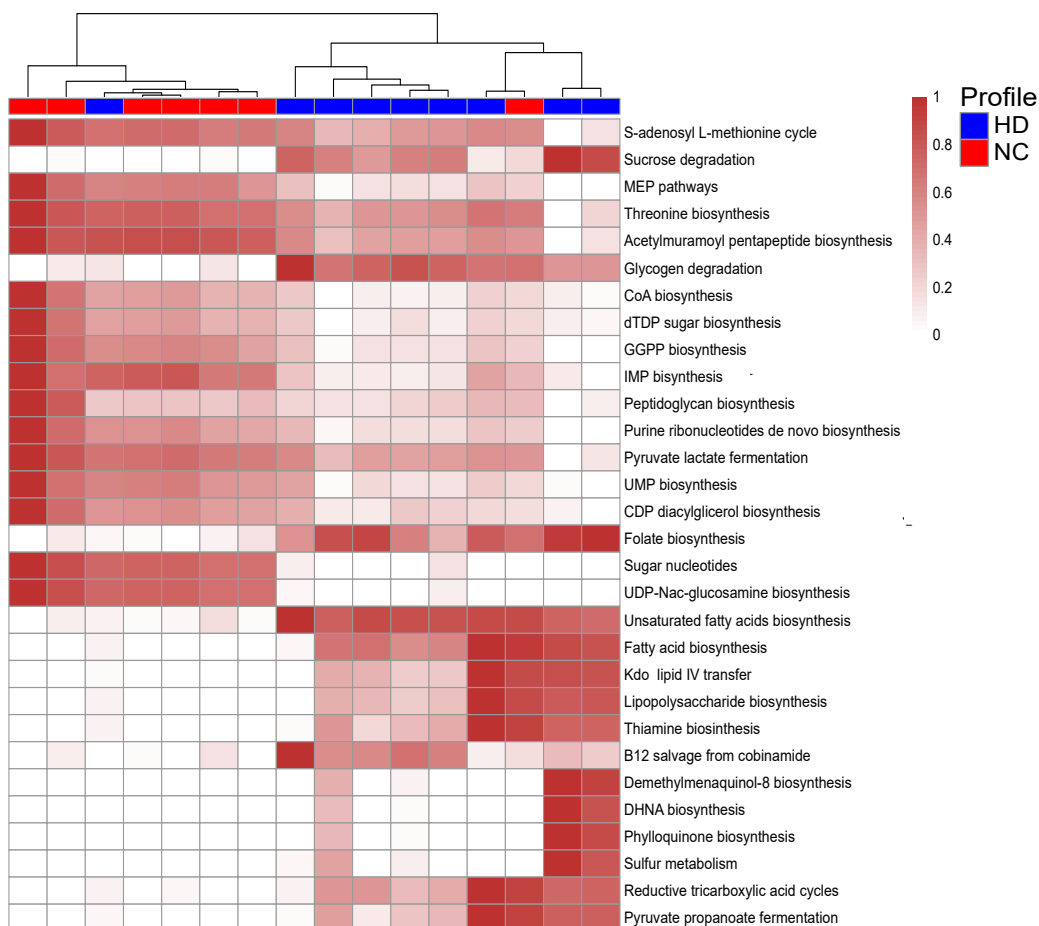 Profile
HD
NC
1
0.8
0.6
0.4
0.2
0
S-adenosyl L-methionine cycle
Sucrose degradation
MEP pathways
Threonine biosynthesis
Acetylmuramoyl pentapeptide biosynthesis
Glycogen degradation
CoA biosynthesis
dTDP sugar biosynthesis
GGPP biosynthesis
IMP bisynthesis
Peptidoglycan biosynthesis
Purine ribonucleotides de novo biosynthesis
Pyruvate lactate fermentation
UMP biosynthesis
CDP diacylglicerol biosynthesis
Folate biosynthesis
Sugar nucleotides
UDP-Nac-glucosamine biosynthesis
Unsaturated fatty acids biosynthesis
Fatty acid biosynthesis
Kdo lipid IV transfer
Lipopolysaccharide biosynthesis
Thiamine biosinthesis
B12 salvage from cobinamide
Demethylmenaquinol-8 biosynthesis
DHNA biosynthesis
Phylloquinone biosynthesis
Sulfur metabolism
Reductive tricarboxylic acid cycles
Pyruvate propanoate fermentation